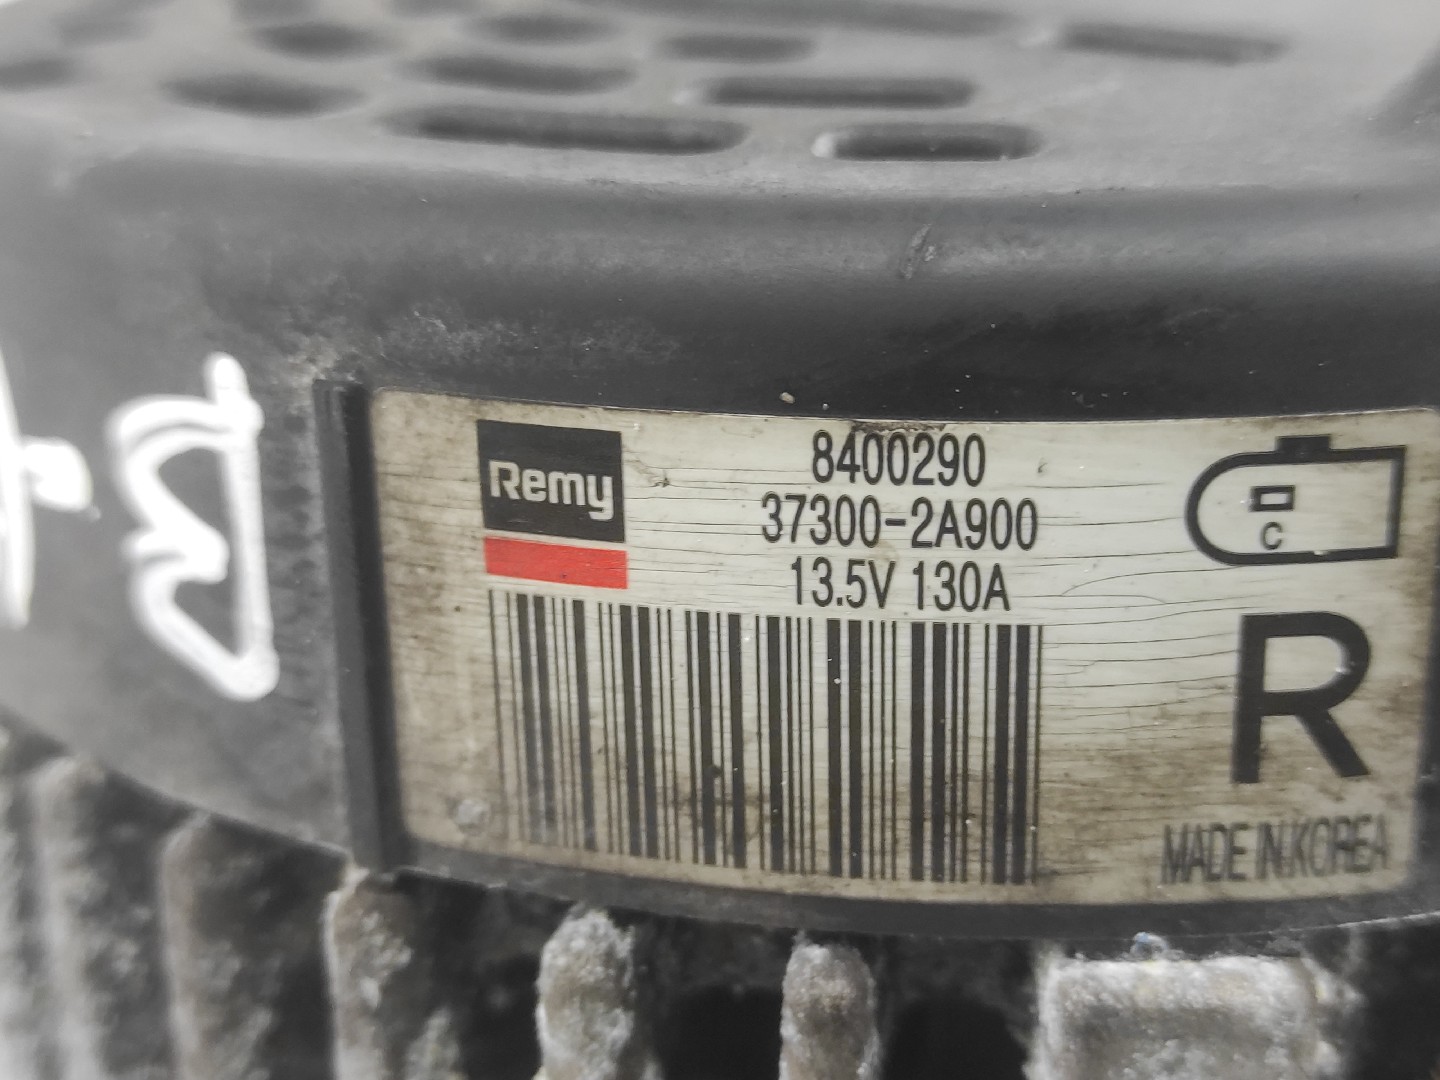 Remy
8400290
37300-2A900
13.5V 130A
C
R
MADE IN KOREA